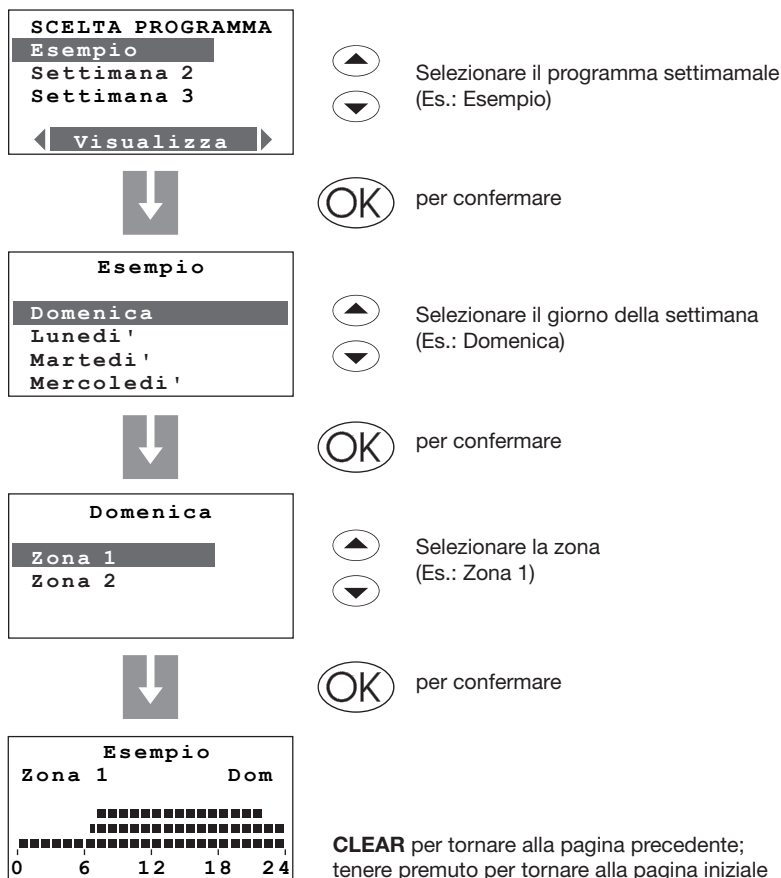 SCELTA PROGRAMMA
Esempio
Settimana 2
Settimana 3
Visualizza
Selezionare il programma settimamale
(Es.: Esempio)
OK
per confermare
Esempio
Domenica
Lunedi'
Martedi'
Mercoledi'
Selezionare il giorno della settimana
(Es.: Domenica)
OK
per confermare
Domenica
Zona 1
Zona 2
Selezionare la zona
(Es.: Zona 1)
OK
per confermare
Esempio
Zona 1 Dom
0 6 12 18 24
CLEAR per tornare alla pagina precedente;
tenere premuto per tornare alla pagina iniziale